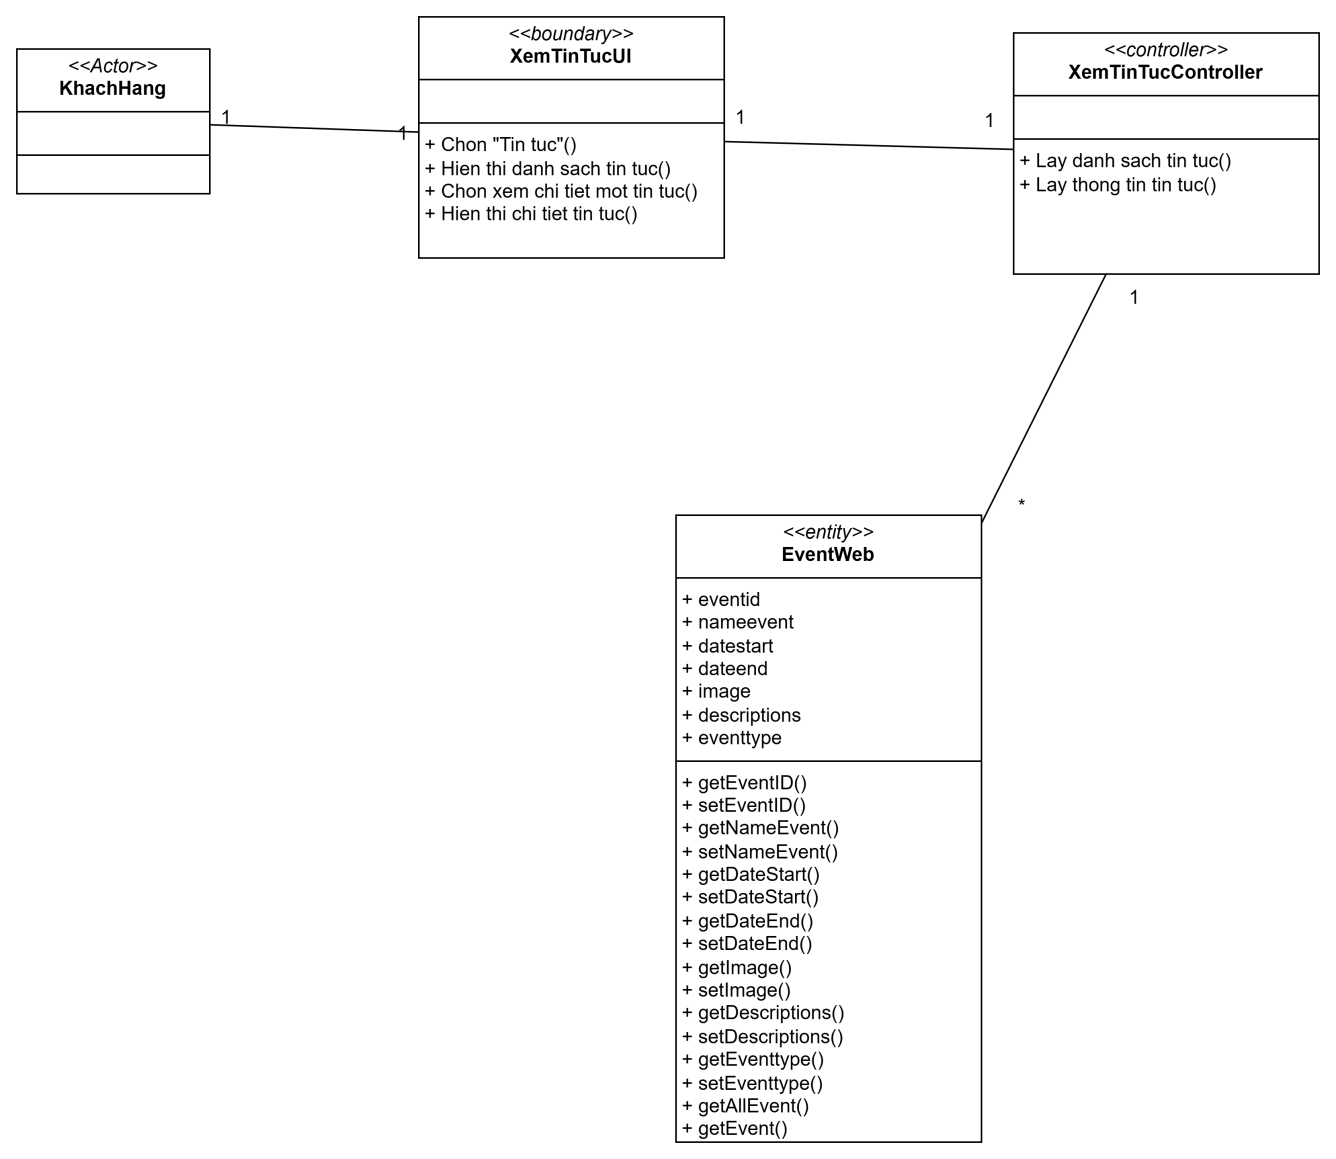 <<Actor>>
KhachHang
1
1
<<boundary>>
XemTinTucUI
+ Chon "Tin tuc"()
+ Hien thi danh sach tin tuc()
+ Chon xem chi tiet mot tin tuc()
+ Hien thi chi tiet tin tuc()
1
1
<<controller>>
XemTinTucController
+ Lay danh sach tin tuc()
+ Lay thong tin tin tuc()
1
*
<<entity>>
EventWeb
+ eventid
+ nameevent
+ datestart
+ dateend
+ image
+ descriptions
+ eventtype
+ getEventID()
+ setEventID()
+ getNameEvent()
+ setNameEvent()
+ getDateStart()
+ setDateStart()
+ getDateEnd()
+ setDateEnd()
+ getImage()
+ setImage()
+ getDescriptions()
+ setDescriptions()
+ getEventtype()
+ setEventtype()
+ getAllEvent()
+ getEvent()